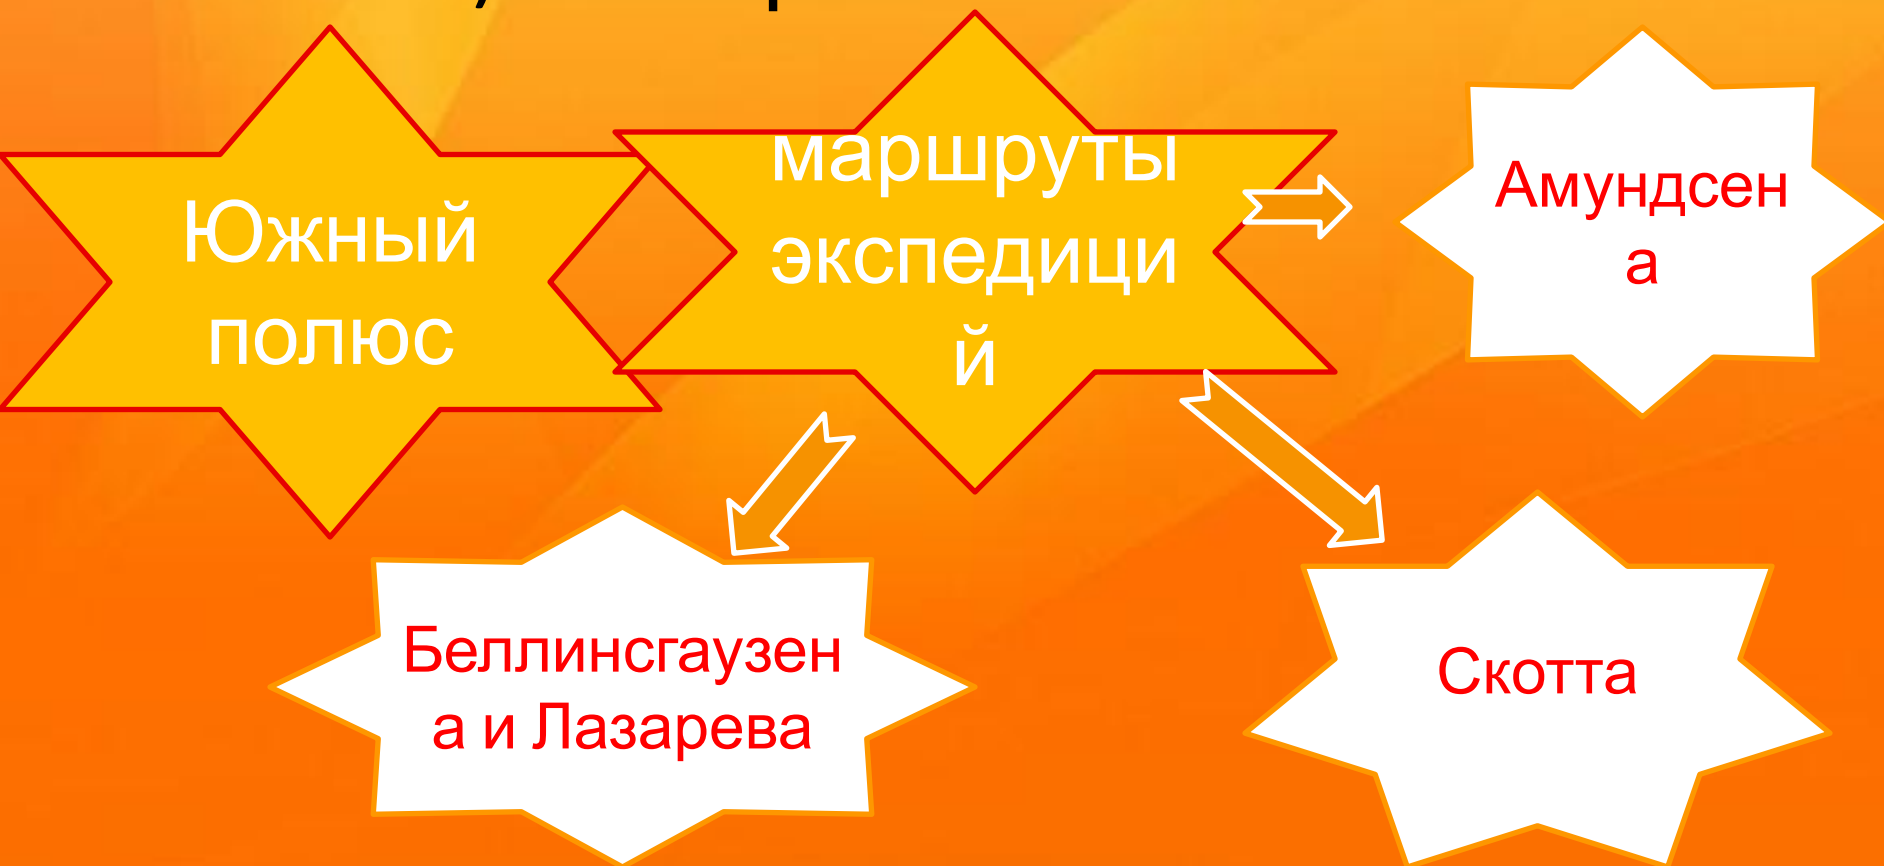 Южный
полюс
маршруты
экспедици
й
Амундсен
а
Беллинсгаузен
а и Лазарева
Скотта